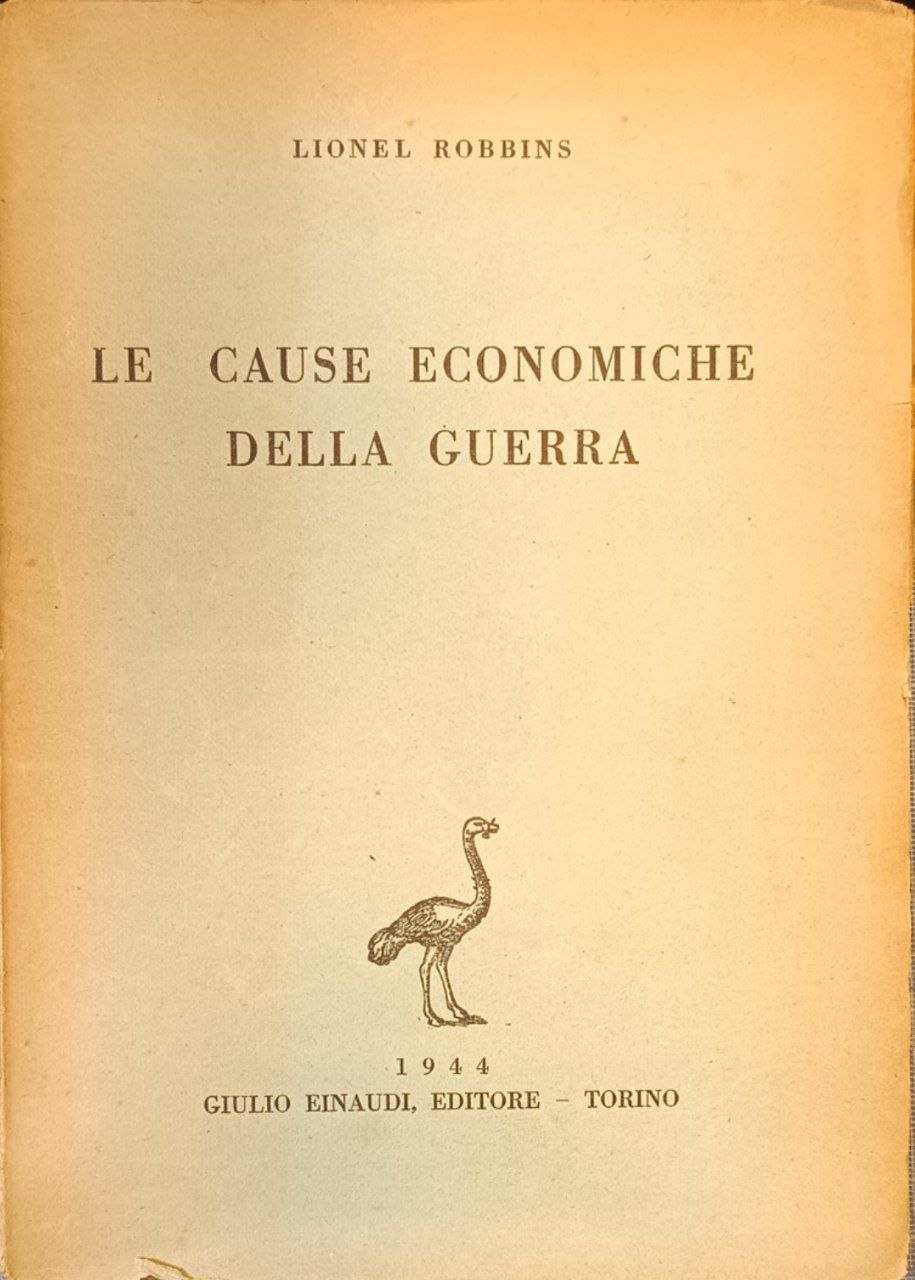 LIONEL ROBBINS
LE CAUSE ECONOMICHE
DELLA GUERRA
1944
GIULIO EINAUDI, EDITORE – TORINO